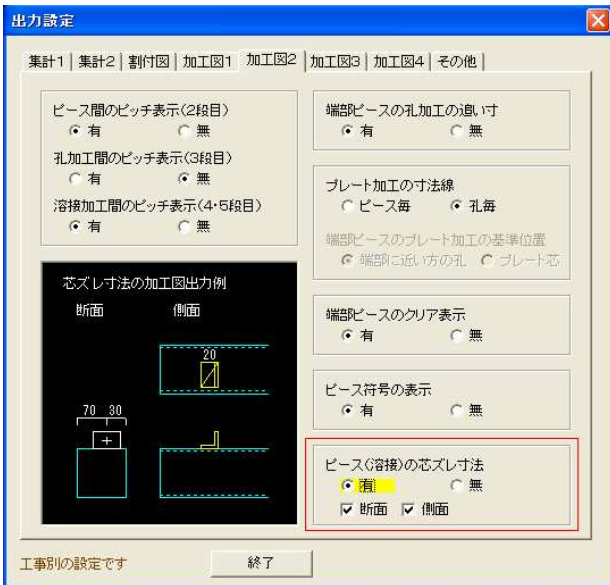 出力設定
集計1 集計2 割付図 加工図1 加工図2 加工図3 加工図4 その他
ピース間のピッチ表示(2段目)
有 無
孔加工間のピッチ表示(3段目)
有 無
溶接加工間のピッチ表示(4・5段目)
有 無
芯ズレ寸法の加工図出力例
断面 側面
20
70 30
端部ピースの孔加工の追い寸
有 無
プレート加工の寸法線
ピース毎 孔毎
端部ピースのプレート加工の基準位置
端部に近い方の孔 プレート芯
端部ピースのクリア表示
有 無
ピース符号の表示
有 無
ピース(溶接)の芯ズレ寸法
有 無
断面 側面
工事別の設定です 終了